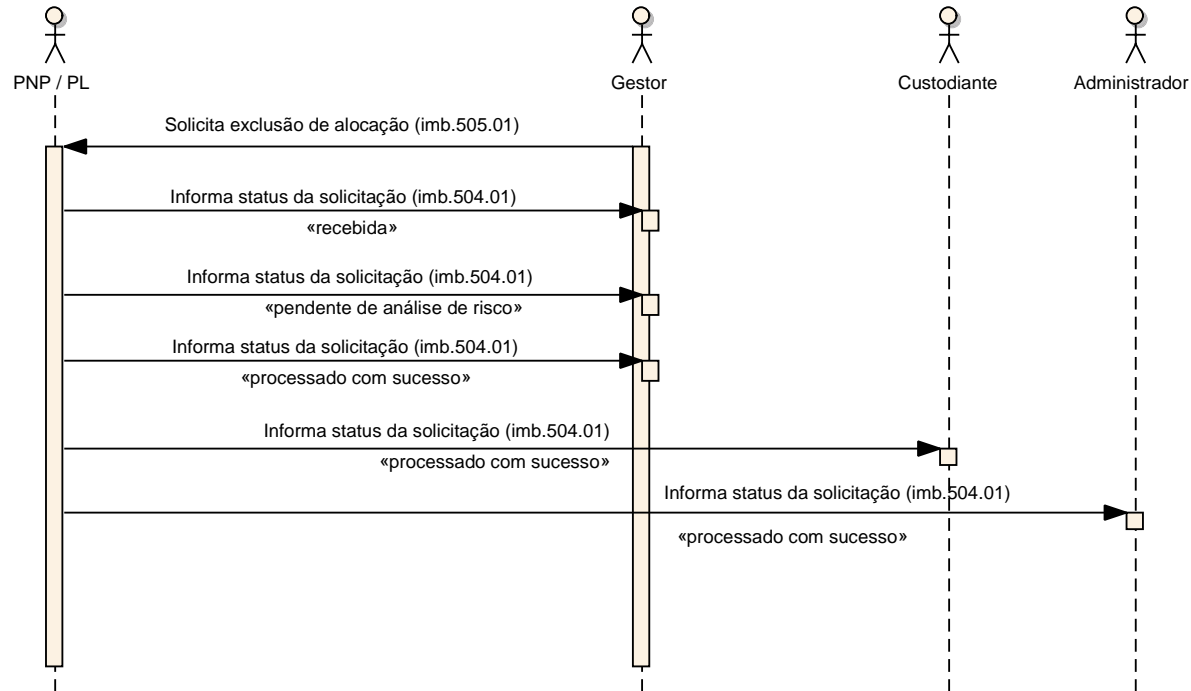 PNP / PL
Gestor
Custodiante
Administrador
Solicita exclusão de alocação (imb.505.01)
Informa status da solicitação (imb.504.01)
«recebida»
Informa status da solicitação (imb.504.01)
«pendente de análise de risco»
Informa status da solicitação (imb.504.01)
«processado com sucesso»
Informa status da solicitação (imb.504.01)
«processado com sucesso»
Informa status da solicitação (imb.504.01)
«processado com sucesso»